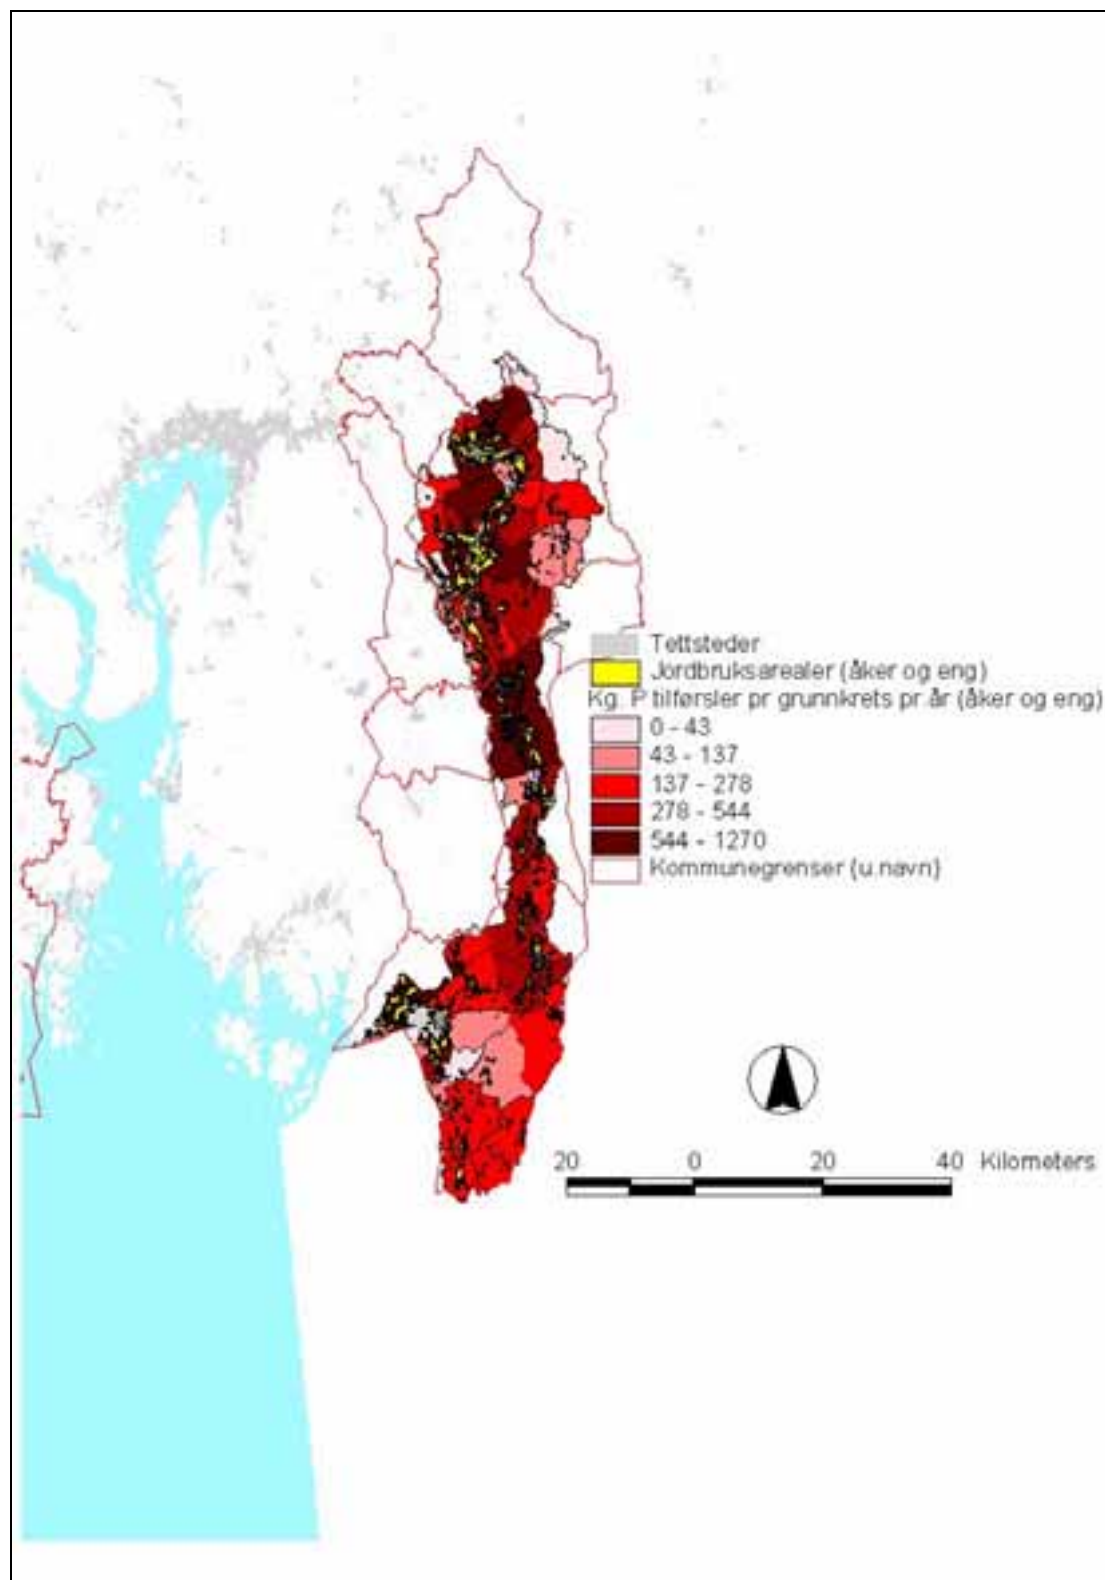 Tettsteder
Jordbruksarealer (åker og eng)
Kg. P tilførsler pr grunnkrets pr.år (åker og eng)
0 - 43
43 - 137
137 - 278
278 - 544
544 - 1270
Kommunegrenser (u.navn)
20 0 20 40 Kilometers